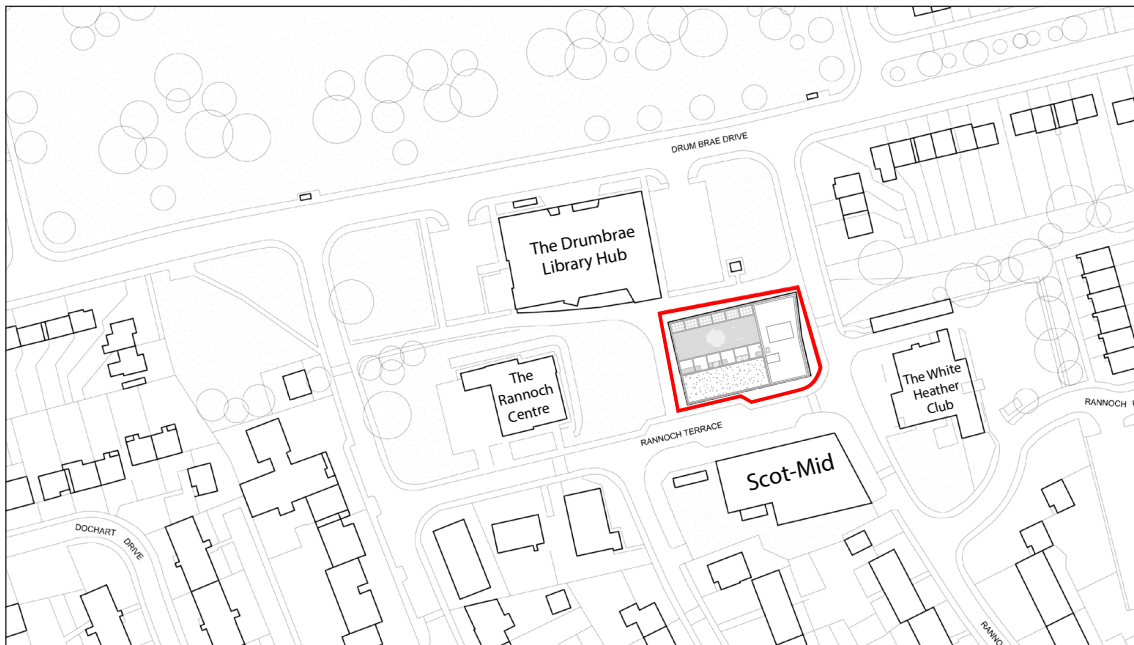 DRUM BRAE DRIVE
The Drumbrae
Library Hub
The
Rannoch
Centre
The White
Heather
Club
RANNOCH
RANNOCH TERRACE
Scot-Mid
DOCHART
DRIVE
RANNO